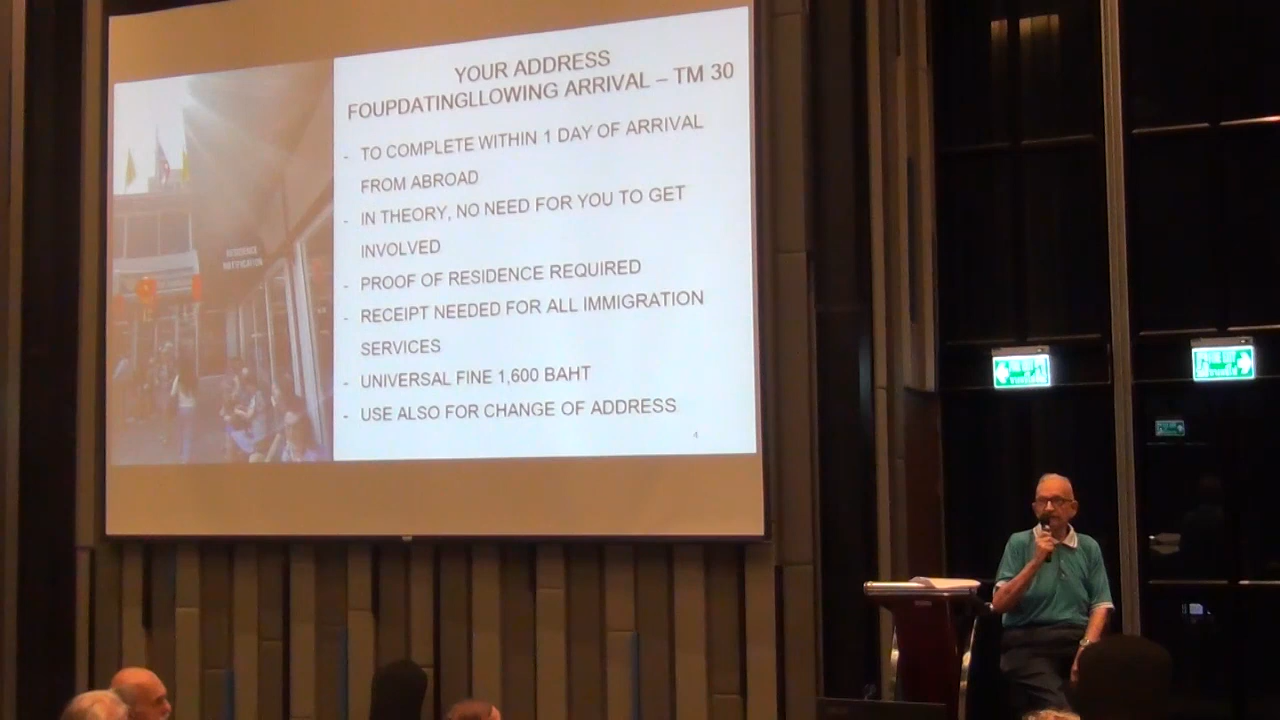 YOUR ADDRESS
FOUPDATINGLLOWING ARRIVAL – TM 30
- TO COMPLETE WITHIN 1 DAY OF ARRIVAL
FROM ABROAD
- IN THEORY, NO NEED FOR YOU TO GET
INVOLVED
- PROOF OF RESIDENCE REQUIRED
- RECEIPT NEEDED FOR ALL IMMIGRATION
SERVICES
- UNIVERSAL FINE 1,600 BAHT
- USE ALSO FOR CHANGE OF ADDRESS
4
RESIDENCE
NOTIFICATION